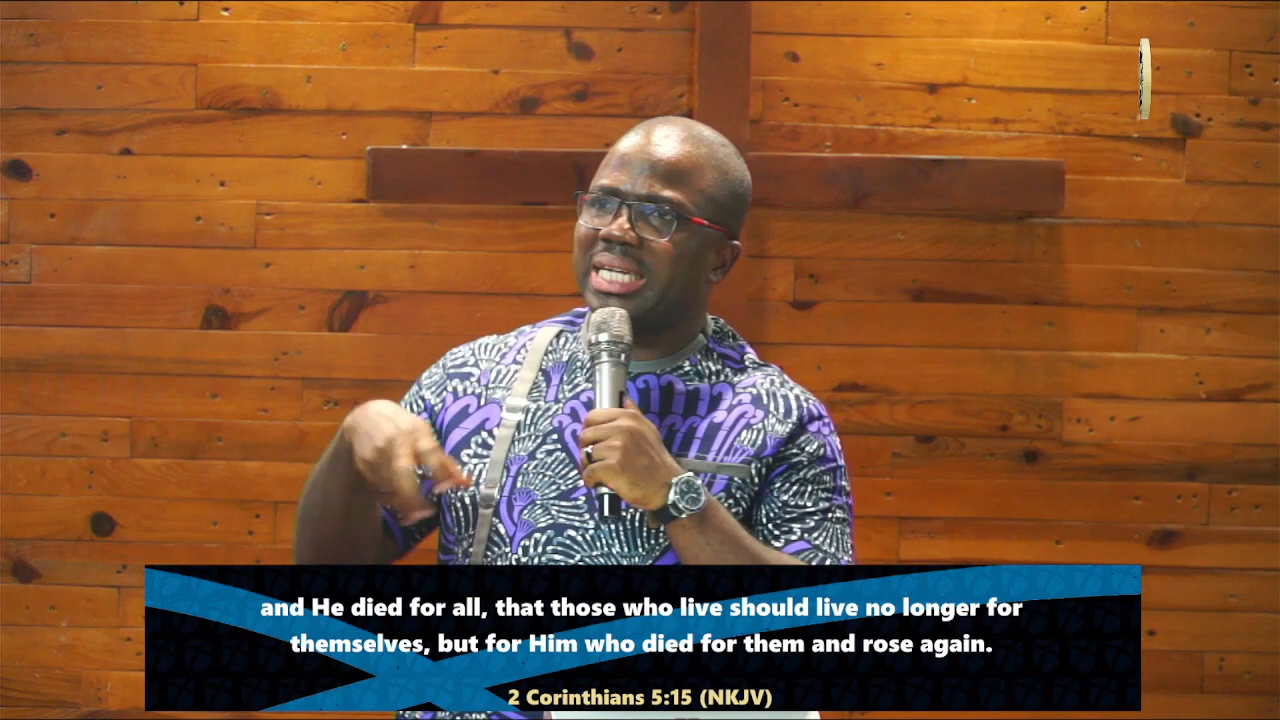 and He died for all, that those who live should live no longer for
themselves, but for Him who died for them and rose again.
2 Corinthians 5:15 (NKJV)